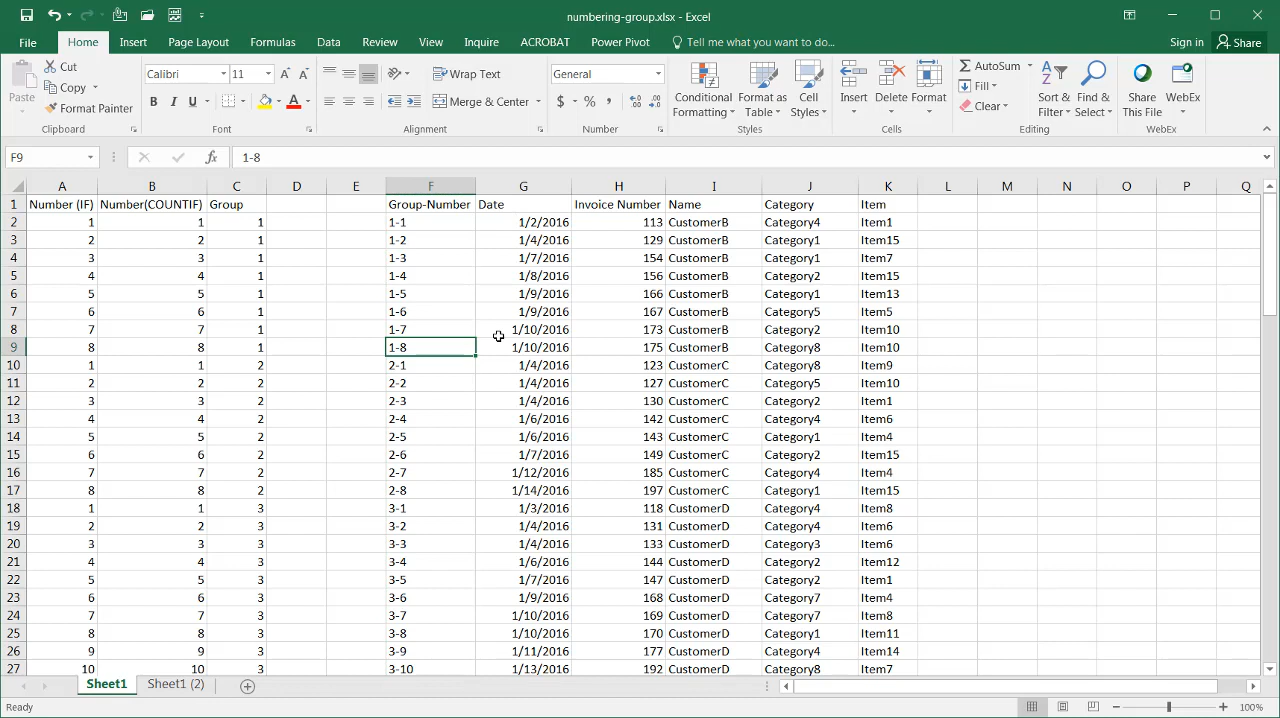 numbering-group.xlsx - Excel
File Home Insert Page Layout Formulas Data Review View Inquire ACROBAT Power Pivot Tell me what you want to do... Sign in Share
Paste Cut Copy Format Painter Clipboard
Calibri 11 B I U A Font
Wrap Text Merge & Center Alignment
General $ % , Number
Conditional Formatting Format as Table Cell Styles Styles
Insert Delete Format Cells
AutoSum Fill Clear Sort & Filter Find & Select Editing
Share This File WebEx WebEx
F9 fx 1-8
A B C D E F G H I J K L M N O P Q
1 Number (IF) Number(COUNTIF) Group Group-Number Date Invoice Number Name Category Item
2 1 1 1 1-1 1/2/2016 113 CustomerB Category4 Item1
3 2 2 1 1-2 1/4/2016 129 CustomerB Category1 Item15
4 3 3 1 1-3 1/7/2016 154 CustomerB Category1 Item7
5 4 4 1 1-4 1/8/2016 156 CustomerB Category2 Item15
6 5 5 1 1-5 1/9/2016 166 CustomerB Category1 Item13
7 6 6 1 1-6 1/9/2016 167 CustomerB Category5 Item5
8 7 7 1 1-7 1/10/2016 173 CustomerB Category2 Item10
9 8 8 1 1-8 1/10/2016 175 CustomerB Category8 Item10
10 1 1 2 2-1 1/4/2016 123 CustomerC Category8 Item9
11 2 2 2 2-2 1/4/2016 127 CustomerC Category5 Item10
12 3 3 2 2-3 1/4/2016 130 CustomerC Category2 Item1
13 4 4 2 2-4 1/6/2016 142 CustomerC Category4 Item6
14 5 5 2 2-5 1/6/2016 143 CustomerC Category1 Item4
15 6 6 2 2-6 1/7/2016 149 CustomerC Category2 Item15
16 7 7 2 2-7 1/12/2016 185 CustomerC Category4 Item4
17 8 8 2 2-8 1/14/2016 197 CustomerC Category1 Item15
18 1 1 3 3-1 1/3/2016 118 CustomerD Category4 Item8
19 2 2 3 3-2 1/4/2016 131 CustomerD Category4 Item6
20 3 3 3 3-3 1/4/2016 133 CustomerD Category3 Item6
21 4 4 3 3-4 1/6/2016 144 CustomerD Category2 Item12
22 5 5 3 3-5 1/7/2016 147 CustomerD Category2 Item1
23 6 6 3 3-6 1/9/2016 168 CustomerD Category7 Item4
24 7 7 3 3-7 1/10/2016 169 CustomerD Category7 Item8
25 8 8 3 3-8 1/10/2016 170 CustomerD Category1 Item11
26 9 9 3 3-9 1/11/2016 177 CustomerD Category4 Item14
27 10 10 3 3-10 1/13/2016 192 CustomerD Category8 Item7
Sheet1 Sheet1 (2)
Ready 100%